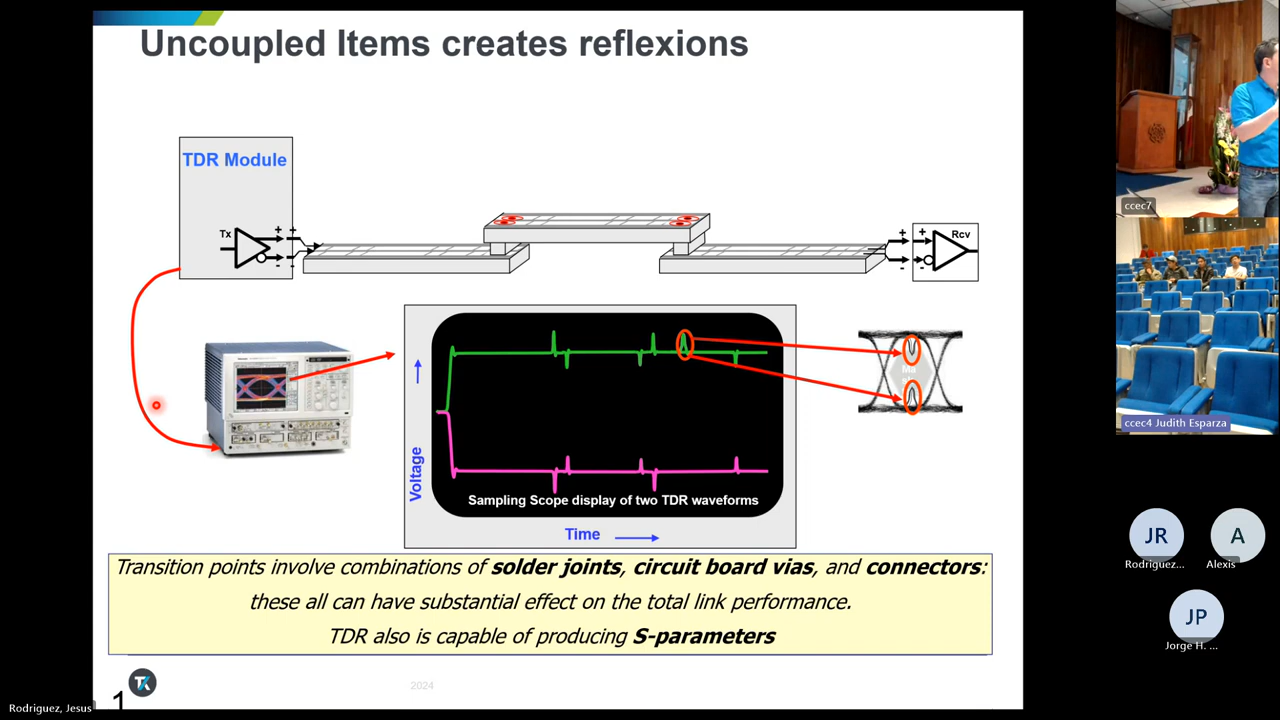 Uncoupled Items creates reflexions
TDR Module
Tx
+
+
-
-
+
+
-
-
Rcv
Voltage
Sampling Scope display of two TDR waveforms
Time
Transition points involve combinations of solder joints, circuit board vias, and connectors:
these all can have substantial effect on the total link performance.
TDR also is capable of producing S-parameters
2024
1
Rodriguez, Jesus
ccec7
ccec4 Judith Esparza
JR
Rodriguez...
A
Alexis
JP
Jorge H. ...